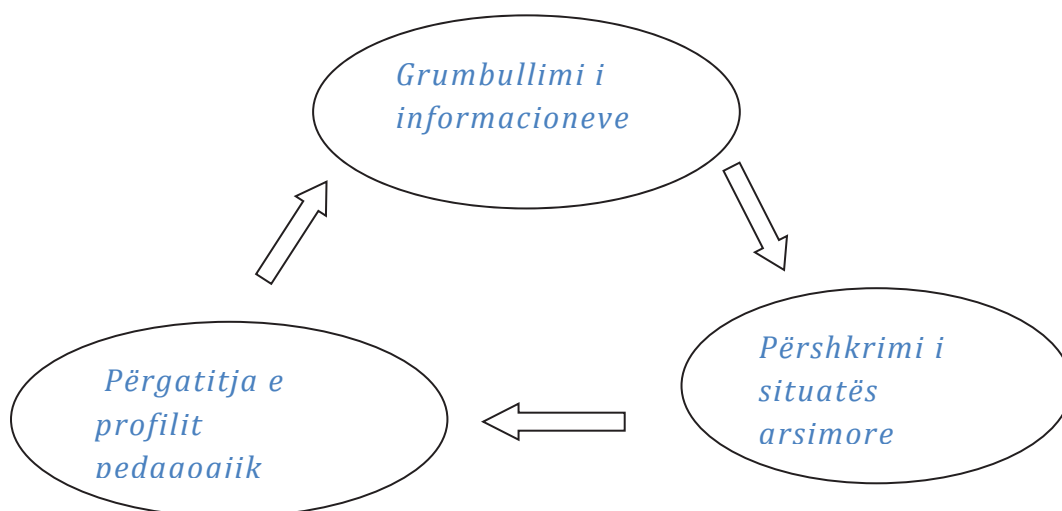 Grumbullimi i
informacioneve
Përshkrimi i
situatës
arsimore
Përgatitja e
profilit
pedagogjik